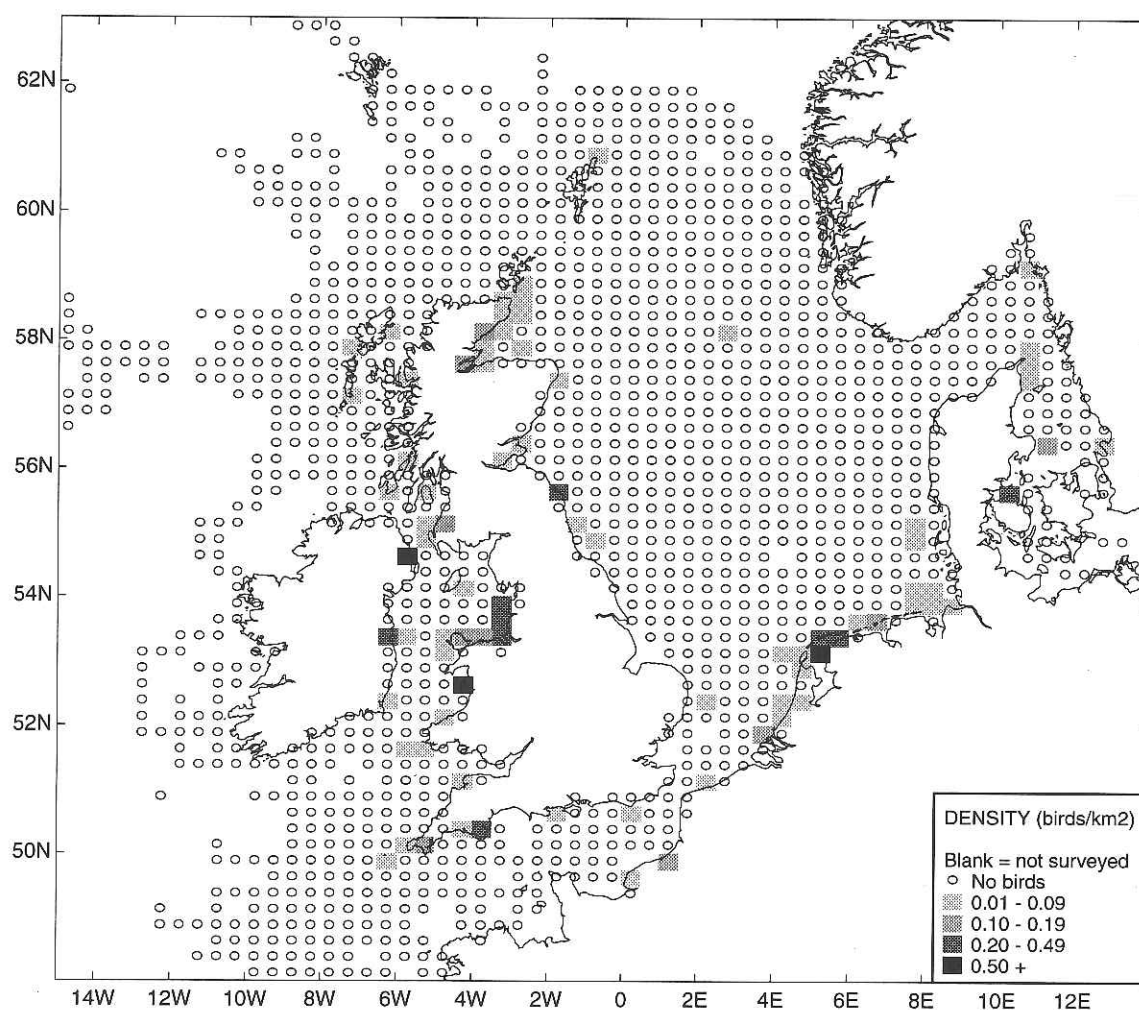 62N
60N
58N
56N
54N
52N
50N
DENSITY (birds/km2)
Blank = not surveyed
No birds
0.01 - 0.09
0.10 - 0.19
0.20 - 0.49
0.50 +
14W 12W 10W 8W 6W 4W 2W 0 2E 4E 6E 8E 10E 12E